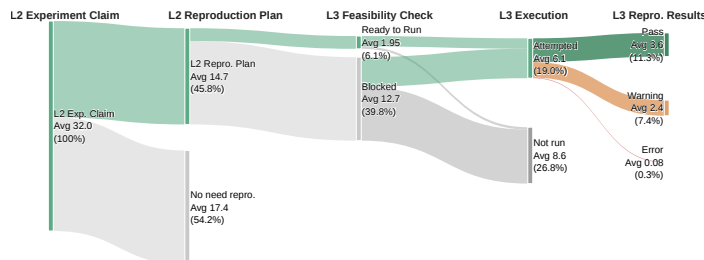 L2 Experiment Claim
L2 Reproduction Plan
L3 Feasibility Check
L3 Execution
L3 Repro. Results
L2 Exp. Claim
Avg 32.0
(100%)
L2 Repro. Plan
Avg 14.7
(45.8%)
No need repro.
Avg 17.4
(54.2%)
Ready to Run
Avg 1.95
(6.1%)
Blocked
Avg 12.7
(39.8%)
Attempted
Avg 6.1
(19.0%)
Not run
Avg 8.6
(26.8%)
Pass
Avg 3.6
(11.3%)
Warning
Avg 2.4
(7.4%)
Error
Avg 0.08
(0.3%)